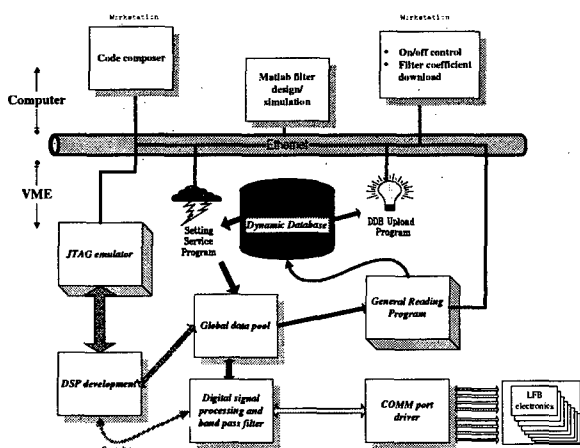 Workstation
Workstation
Code composer
Matlab filter
design/
simulation
• On/off control
• Filter coefficient
download
Computer
Ethernet
VME
Setting
Service
Program
Dynamic Database
DDB Upload
Program
JTAG emulator
Global data pool
General Reading
Program
DSP development
Digital signal
processing and
band pass filter
COMM port
driver
LFB
electronics